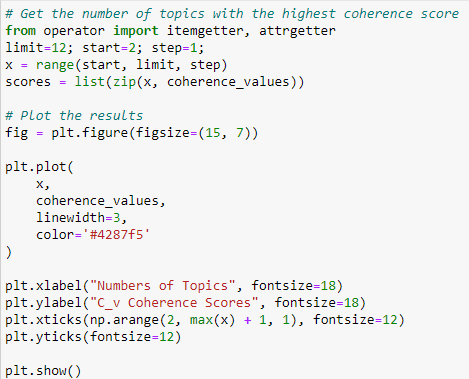 # Get the number of topics with the highest coherence score
from operator import itemgetter, attrgetter
limit=12; start=2; step=1;
x = range(start, limit, step)
scores = list(zip(x, coherence_values))
# Plot the results
fig = plt.figure(figsize=(15, 7))
plt.plot(
x,
coherence_values,
linewidth=3,
color='#4287f5'
)
plt.xlabel("Numbers of Topics", fontsize=18)
plt.ylabel("C_v Coherence Scores", fontsize=18)
plt.xticks(np.arange(2, max(x) + 1, 1), fontsize=12)
plt.yticks(fontsize=12)
plt.show()